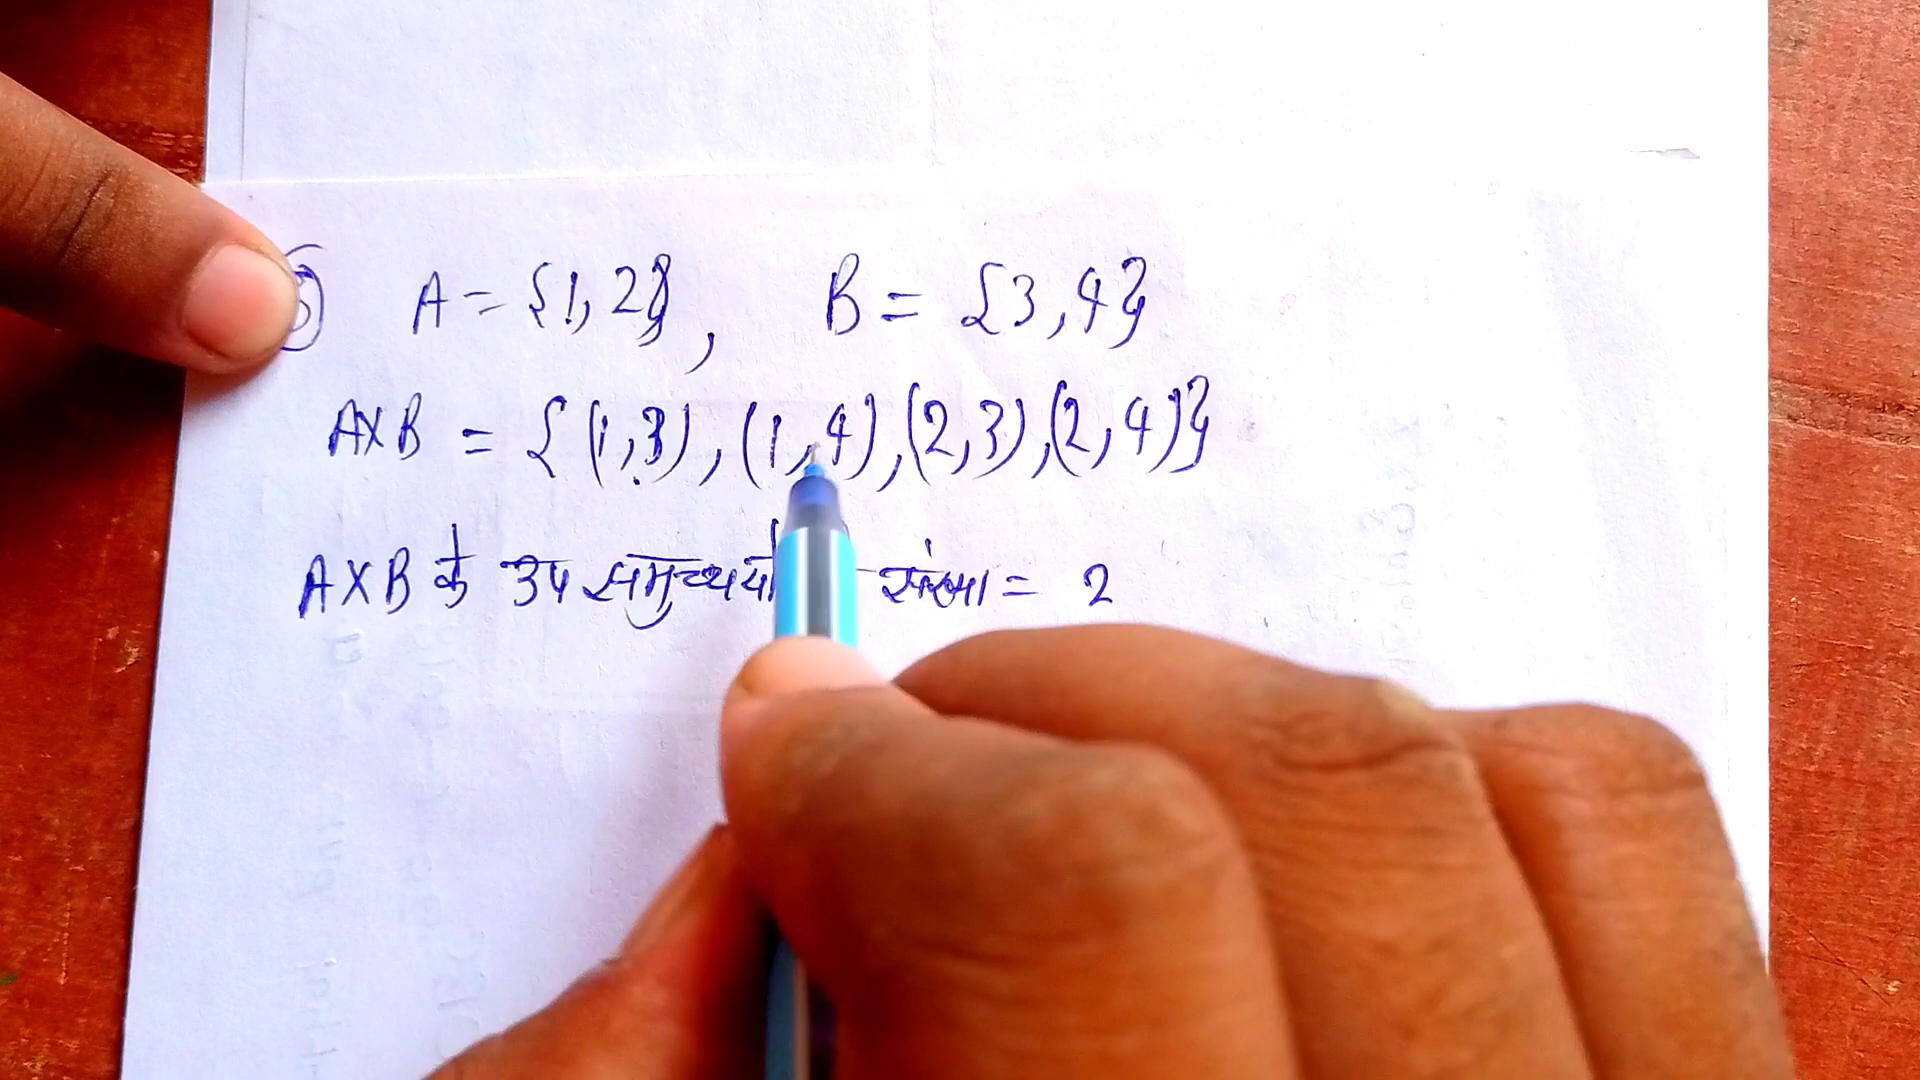 A = {1, 2}, B = {3, 4}
A×B = {(1,3), (1,4), (2,3), (2,4)}
A×B के उप समुच्चयों संख्या = 2